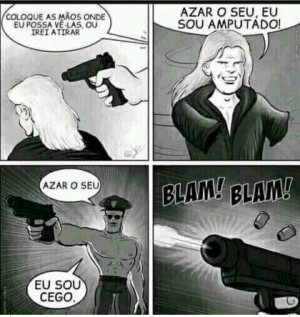 COLOQUE AS MÃOS ONDE
EU POSSA VÊ-LAS, OU
IREI ATIRAR
AZAR O SEU, EU
SOU AMPUTADO!
AZAR O SEU
EU SOU
CEGO.
BLAM! BLAM!